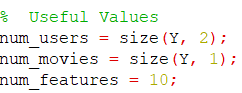 %  Useful Values
num_users = size(Y, 2);
num_movies = size(Y, 1);
num_features = 10;